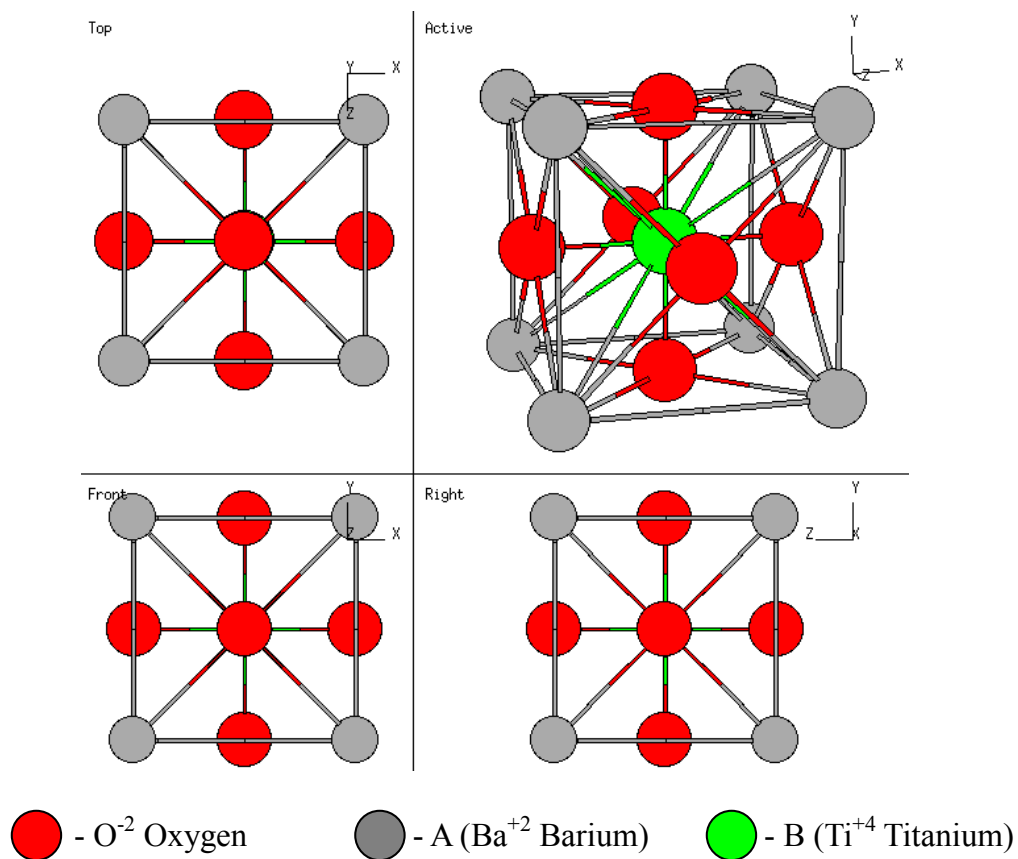 Top
Y
X
Z
Active
Y
Z
X
Front
Y
Z
X
Right
Y
Z
X
- O⁻² Oxygen
- A (Ba⁺² Barium)
- B (Ti⁺⁴ Titanium)